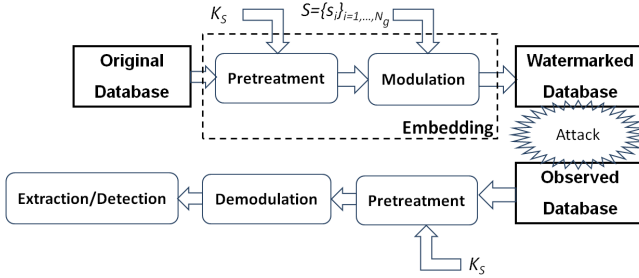 K_S
S={s_i}_{i=1,...,N_g}
Original
Database
Pretreatment
Modulation
Watermarked
Database
Embedding
Attack
Extraction/Detection
Demodulation
Pretreatment
Observed
Database
K_S